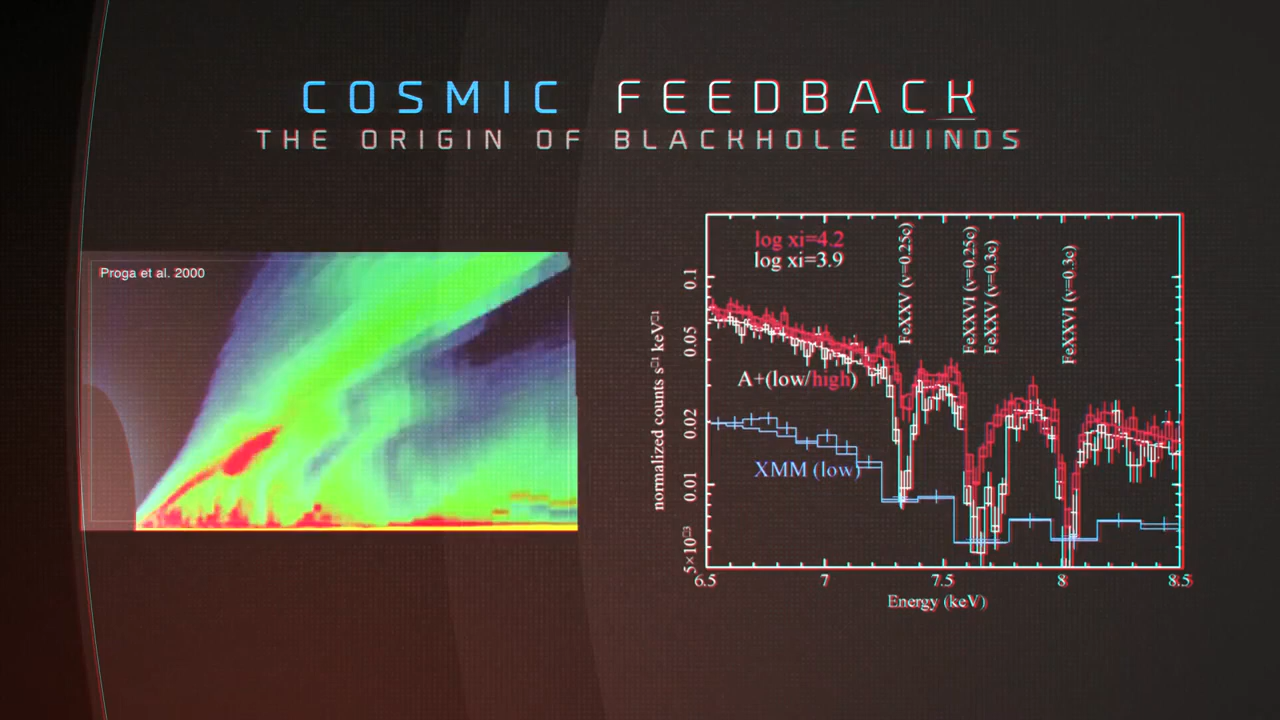 COSMIC FEEDBACK
THE ORIGIN OF BLACKHOLE WINDS
Proga et al. 2000
log xi=4.2
log xi=3.9
FeXXV (v=0.25c)
FeXXVI (v=0.25c)
FeXXV (v=0.3c)
FeXXVI (v=0.3c)
A+(low/high)
XMM (low)
normalized counts s□1 keV□1
0.1
0.05
0.02
0.01
5×10□3
6.5 7 7.5 8 8.5
Energy (keV)